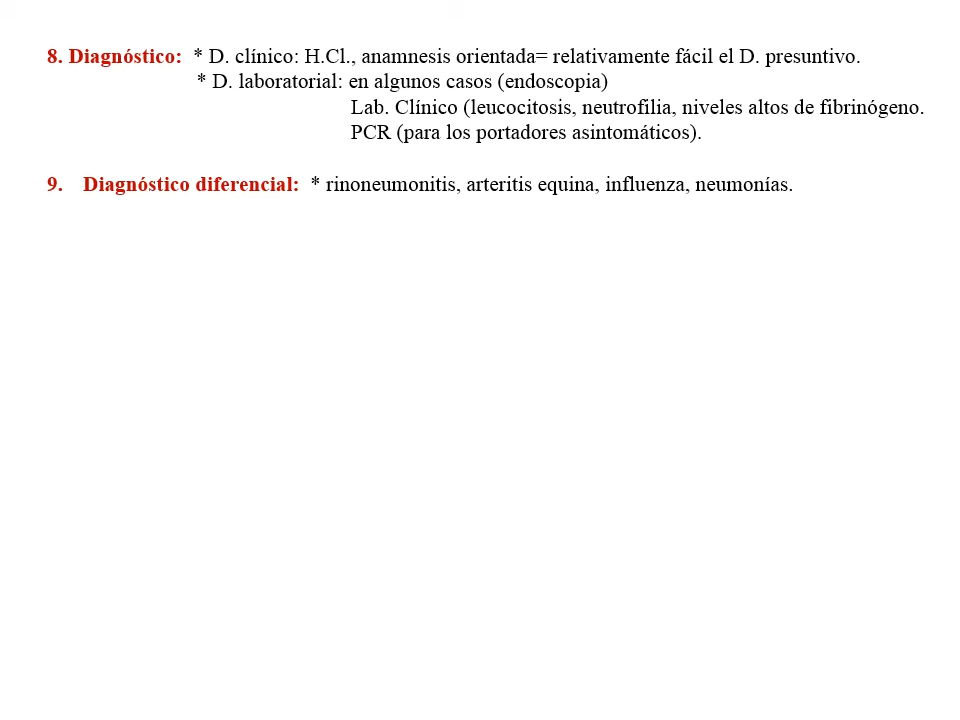 8. Diagnóstico: * D. clínico: H.Cl., anamnesis orientada= relativamente fácil el D. presuntivo.
* D. laboratorial: en algunos casos (endoscopia)
Lab. Clínico (leucocitosis, neutrofilia, niveles altos de fibrinógeno.
PCR (para los portadores asintomáticos).
9. Diagnóstico diferencial: * rinoneumonitis, arteritis equina, influenza, neumonías.